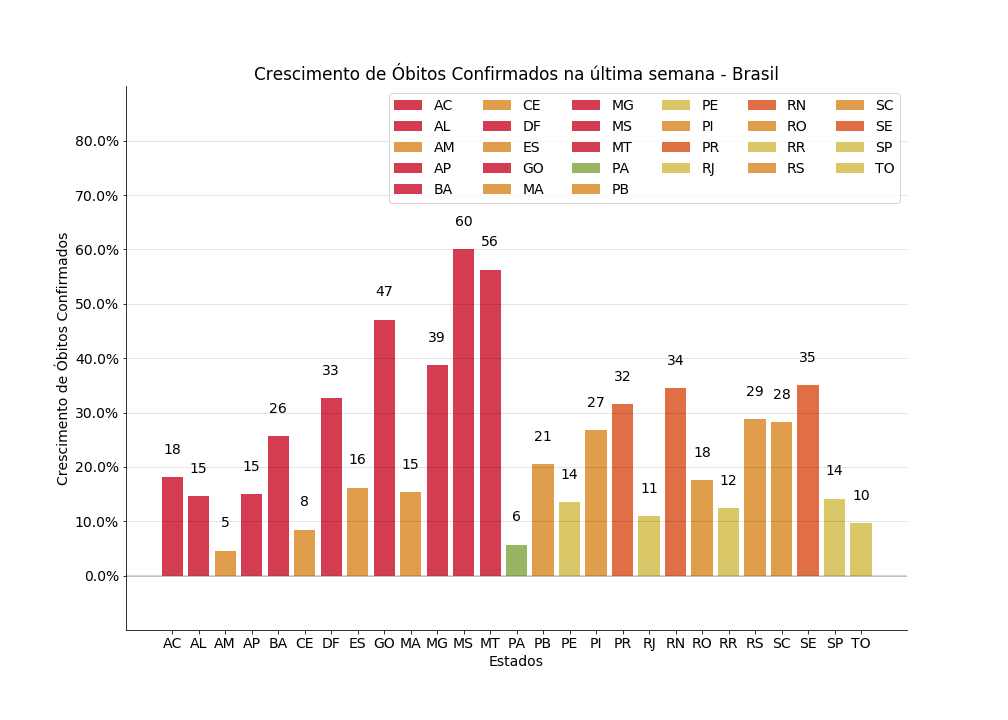 Crescimento de Óbitos Confirmados na última semana - Brasil
AC CE MG PE RN SC
AL DF MS PI RO SE
AM ES MT PR RR SP
AP GO PA RJ RS TO
BA MA PB
Crescimento de Óbitos Confirmados
80.0%
70.0%
60.0%
50.0%
40.0%
30.0%
20.0%
10.0%
0.0%
18 15 5 15 26 8 33 16 47 15 39 60 56 6 21 14 27 32 11 34 18 12 29 28 35 14 10
AC AL AM AP BA CE DF ES GO MA MG MS MT PA PB PE PI PR RJ RN RO RR RS SC SE SP TO
Estados